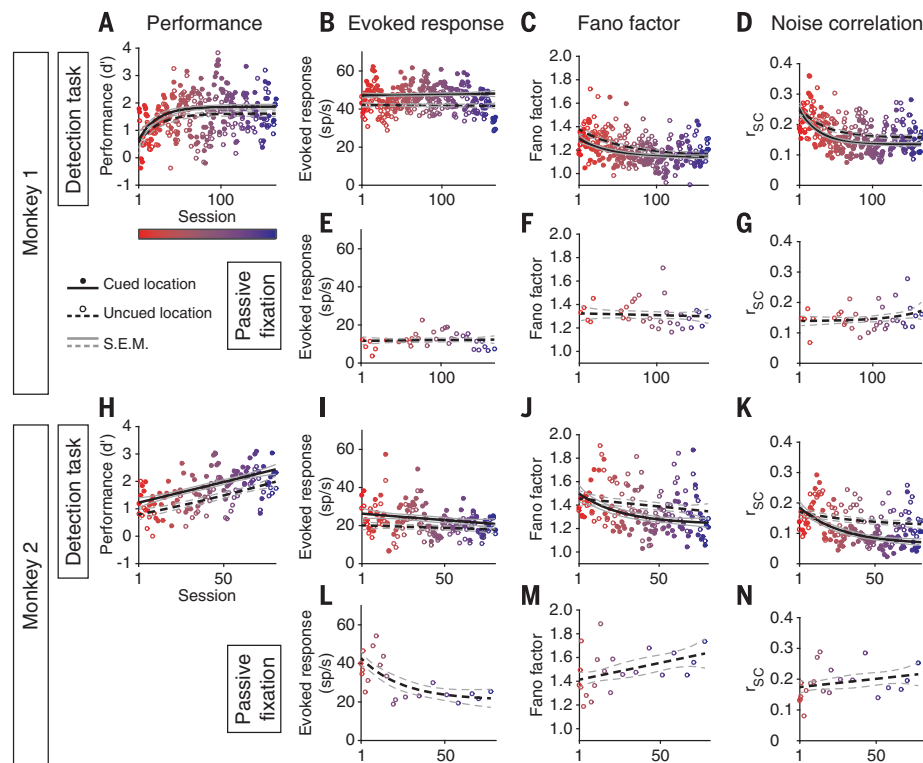 A Performance
B Evoked response
C Fano factor
D Noise correlation
Monkey 1
Detection task
Performance (d')
4
3
2
1
0
-1
1 100
Session
Evoked response
(sp/s)
60
40
20
0
1 100
Fano factor
2.0
1.8
1.6
1.4
1.2
1.0
1 100
rSC
0.4
0.3
0.2
0.1
0
1 100
Cued location
Uncued location
S.E.M.
Passive
fixation
E
Evoked response
(sp/s)
60
40
20
0
1 100
F
Fano factor
2.0
1.8
1.6
1.4
1.2
1.0
1 100
G
rSC
0.4
0.3
0.2
0.1
0
1 100
Monkey 2
Detection task
H
Performance (d')
4
3
2
1
0
-1
1 50
Session
I
Evoked response
(sp/s)
60
40
20
0
1 50
J
Fano factor
2.0
1.8
1.6
1.4
1.2
1.0
1 50
K
rSC
0.4
0.3
0.2
0.1
0
1 50
Passive
fixation
L
Evoked response
(sp/s)
60
40
20
0
1 50
M
Fano factor
2.0
1.8
1.6
1.4
1.2
1.0
1 50
N
rSC
0.4
0.3
0.2
0.1
0
1 50